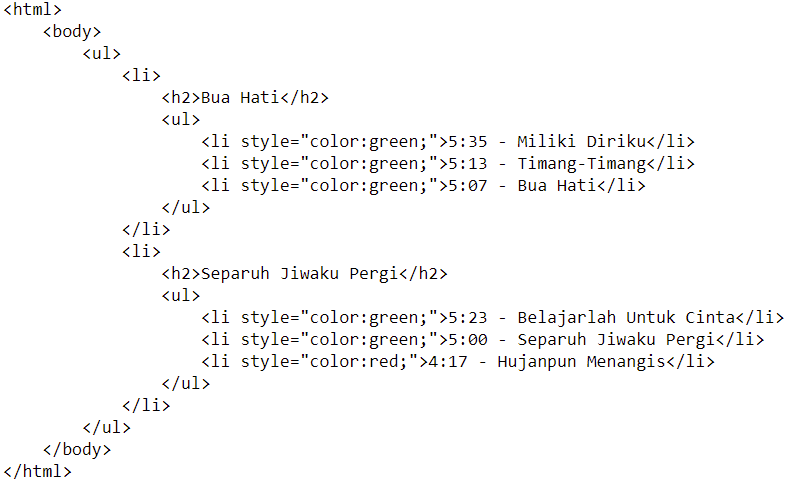 <html>
    <body>
        <ul>
            <li>
                <h2>Bua Hati</h2>
                <ul>
                    <li style="color:green;">5:35 - Miliki Diriku</li>
                    <li style="color:green;">5:13 - Timang-Timang</li>
                    <li style="color:green;">5:07 - Bua Hati</li>
                </ul>
            </li>
            <li>
                <h2>Separuh Jiwaku Pergi</h2>
                <ul>
                    <li style="color:green;">5:23 - Belajarlah Untuk Cinta</li>
                    <li style="color:green;">5:00 - Separuh Jiwaku Pergi</li>
                    <li style="color:red;">4:17 - Hujanpun Menangis</li>
                </ul>
            </li>
        </ul>
    </body>
</html>